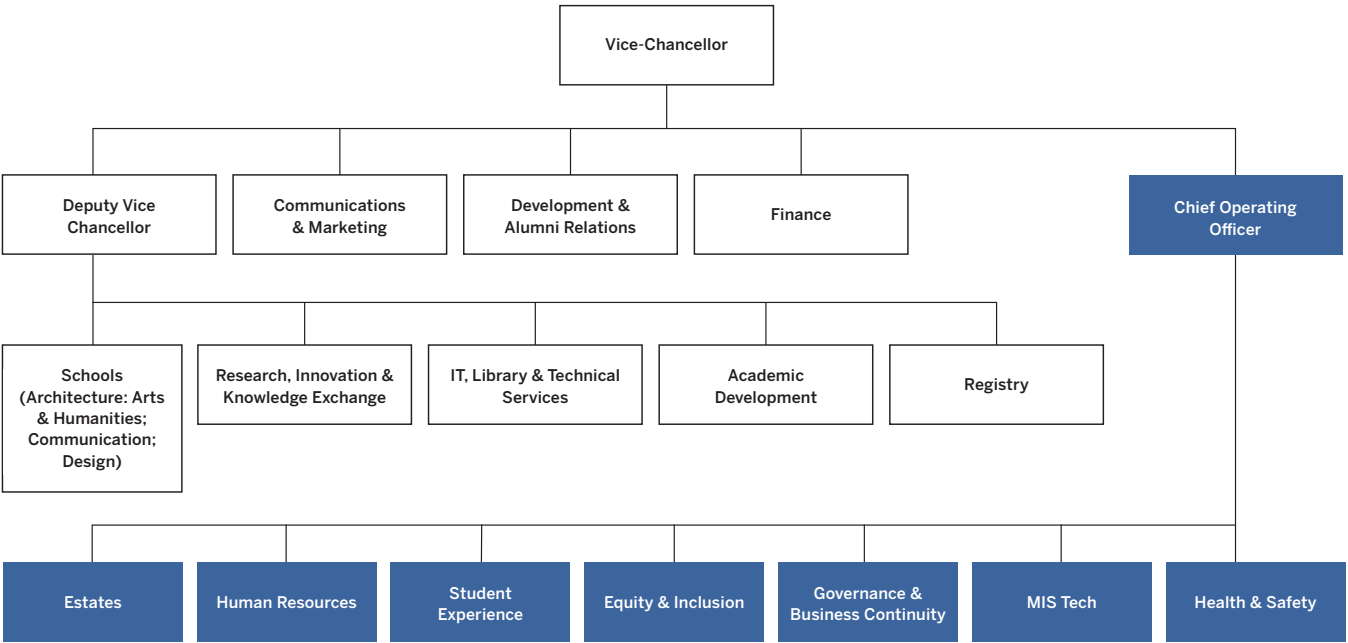 Vice-Chancellor
Deputy Vice
Chancellor
Communications
& Marketing
Development &
Alumni Relations
Finance
Chief Operating
Officer
Schools
(Architecture: Arts
& Humanities;
Communication;
Design)
Research, Innovation &
Knowledge Exchange
IT, Library & Technical
Services
Academic
Development
Registry
Estates
Human Resources
Student
Experience
Equity & Inclusion
Governance &
Business Continuity
MIS Tech
Health & Safety